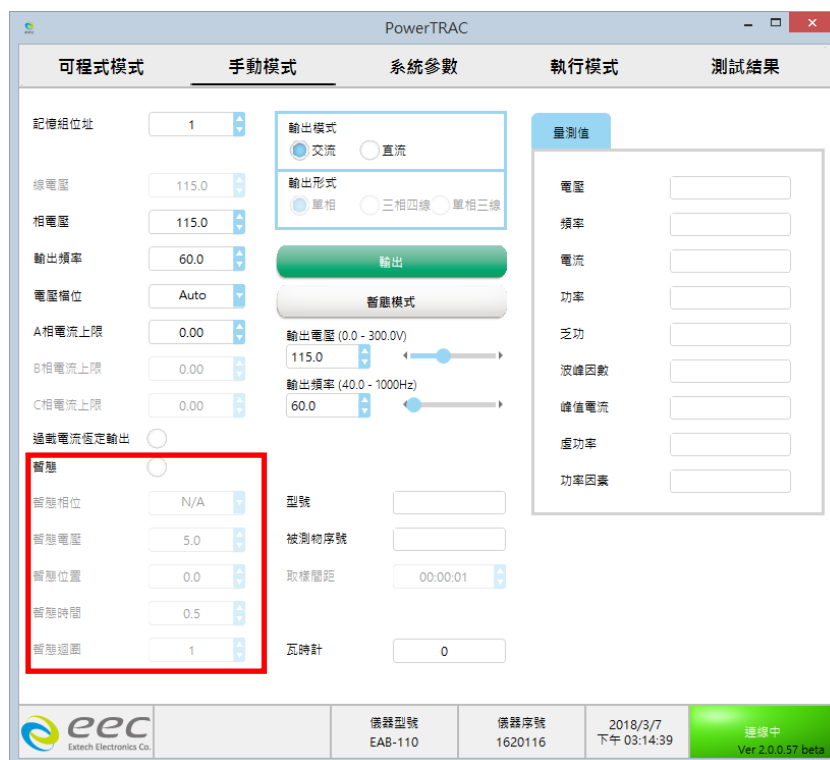 PowerTRAC
可程式模式 手動模式 系統參數 執行模式 測試結果
記憶組位址 1
线電壓 115.0
相電壓 115.0
輸出頻率 60.0
電壓檔位 Auto
A相電流上限 0.00
B相電流上限 0.00
C相電流上限 0.00
過載電流恆定輸出
暫態
暫態相位 N/A
暫態電壓 5.0
暫態位置 0.0
暫態時間 0.5
暫態迴圈 1
輸出模式
交流 直流
輸出形式
單相 三相四線 單相三線
輸出
暫態模式
輸出電壓 (0.0 - 300.0V)
115.0
輸出頻率 (40.0 - 1000Hz)
60.0
型號
被測物序號
取樣間距 00:00:01
瓦時計 0
量測值
電壓
頻率
電流
功率
乏功
波峰因數
峰值電流
虛功率
功率因素
eec
Extech Electronics Co.
儀器型號
EAB-110
儀器序號
1620116
2018/3/7
下午 03:14:39
連線中
Ver 2.0.0.57 beta